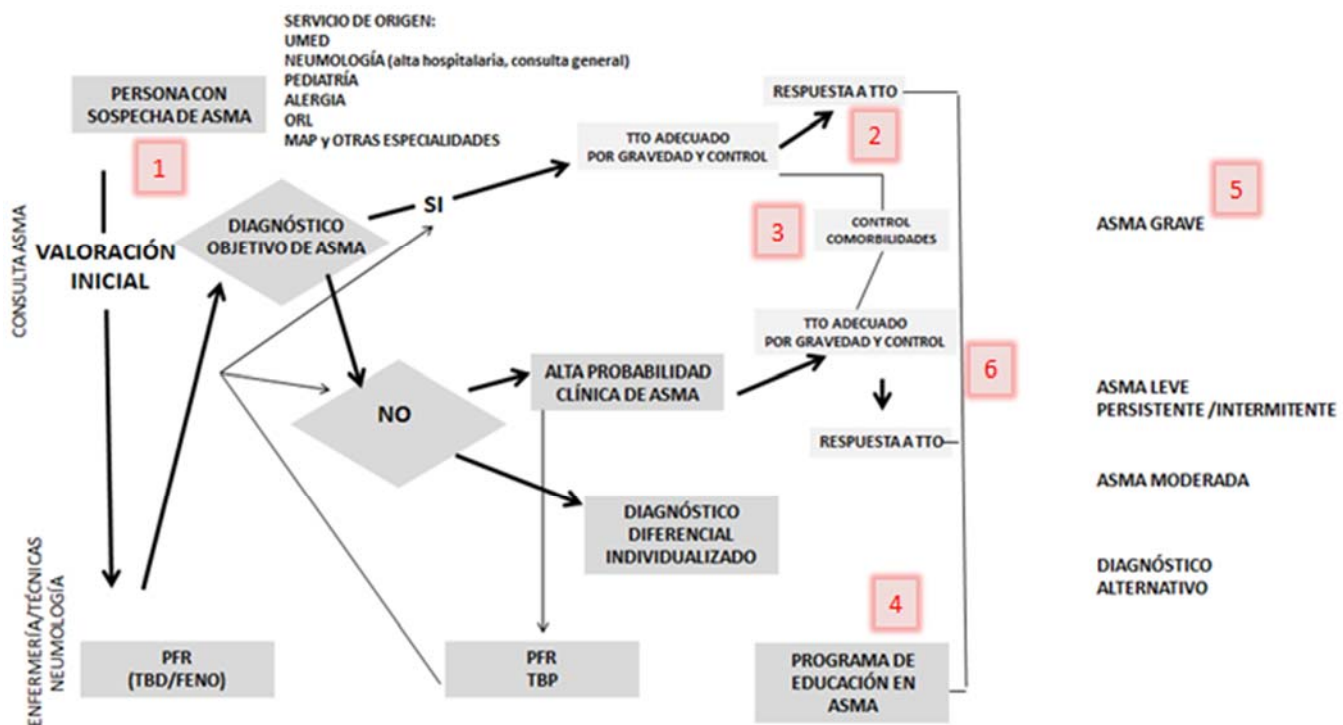 SERVICIO DE ORIGEN:
UMED
NEUMOLOGÍA (alta hospitalaria, consulta general)
PEDIATRÍA
ALERGIA
ORL
MAP y OTRAS ESPECIALIDADES
PERSONA CON
SOSPECHA DE ASMA
1
CONSULTA ASMA
VALORACIÓN
INICIAL
DIAGNÓSTICO
OBJETIVO DE ASMA
SI
TTO ADECUADO
POR GRAVEDAD Y CONTROL
RESPUESTA A TTO
2
3
CONTROL
COMORBILIDADES
5
ASMA GRAVE
NO
ALTA PROBABILIDAD
CLÍNICA DE ASMA
TTO ADECUADO
POR GRAVEDAD Y CONTROL
6
RESPUESTA A TTO
ASMA LEVE
PERSISTENTE /INTERMITENTE
ASMA MODERADA
DIAGNÓSTICO
ALTERNATIVO
DIAGNÓSTICO
DIFERENCIAL
INDIVIDUALIZADO
ENFERMERÍA/TÉCNICAS
NEUMOLOGÍA
PFR
(TBD/FENO)
PFR
TBP
4
PROGRAMA DE
EDUCACIÓN EN
ASMA